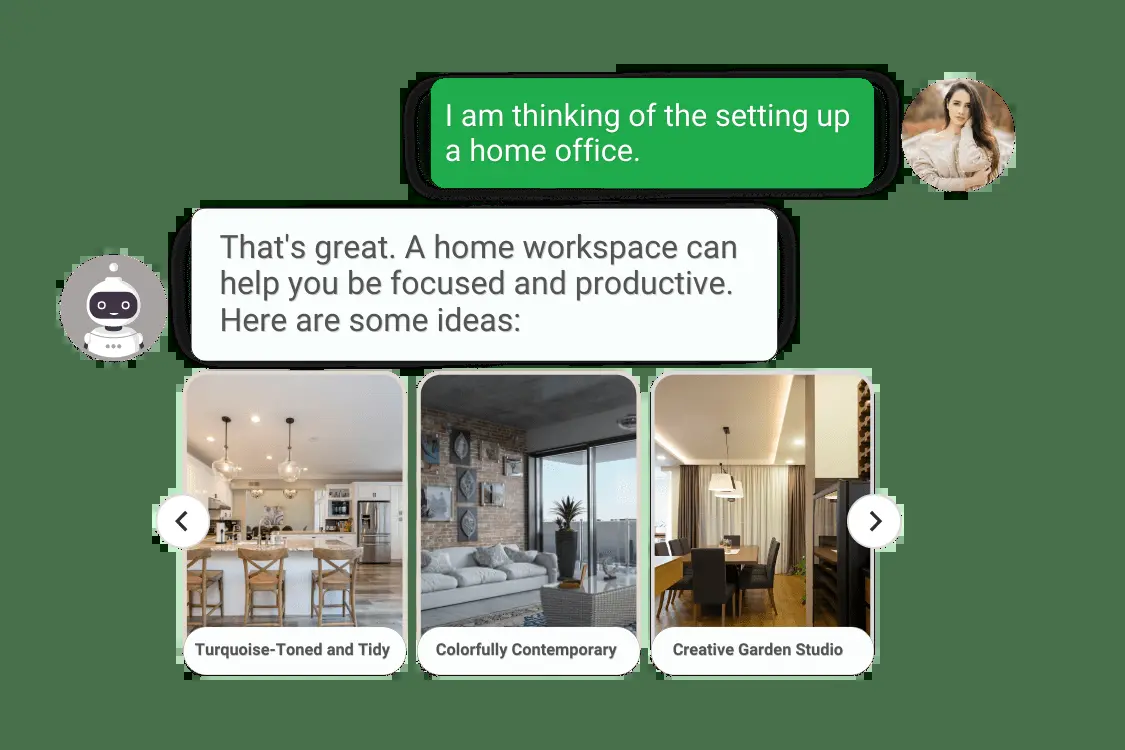 I am thinking of the setting up
a home office.
That's great. A home workspace can
help you be focused and productive.
Here are some ideas:
Turquoise-Toned and Tidy
Colorfully Contemporary
Creative Garden Studio